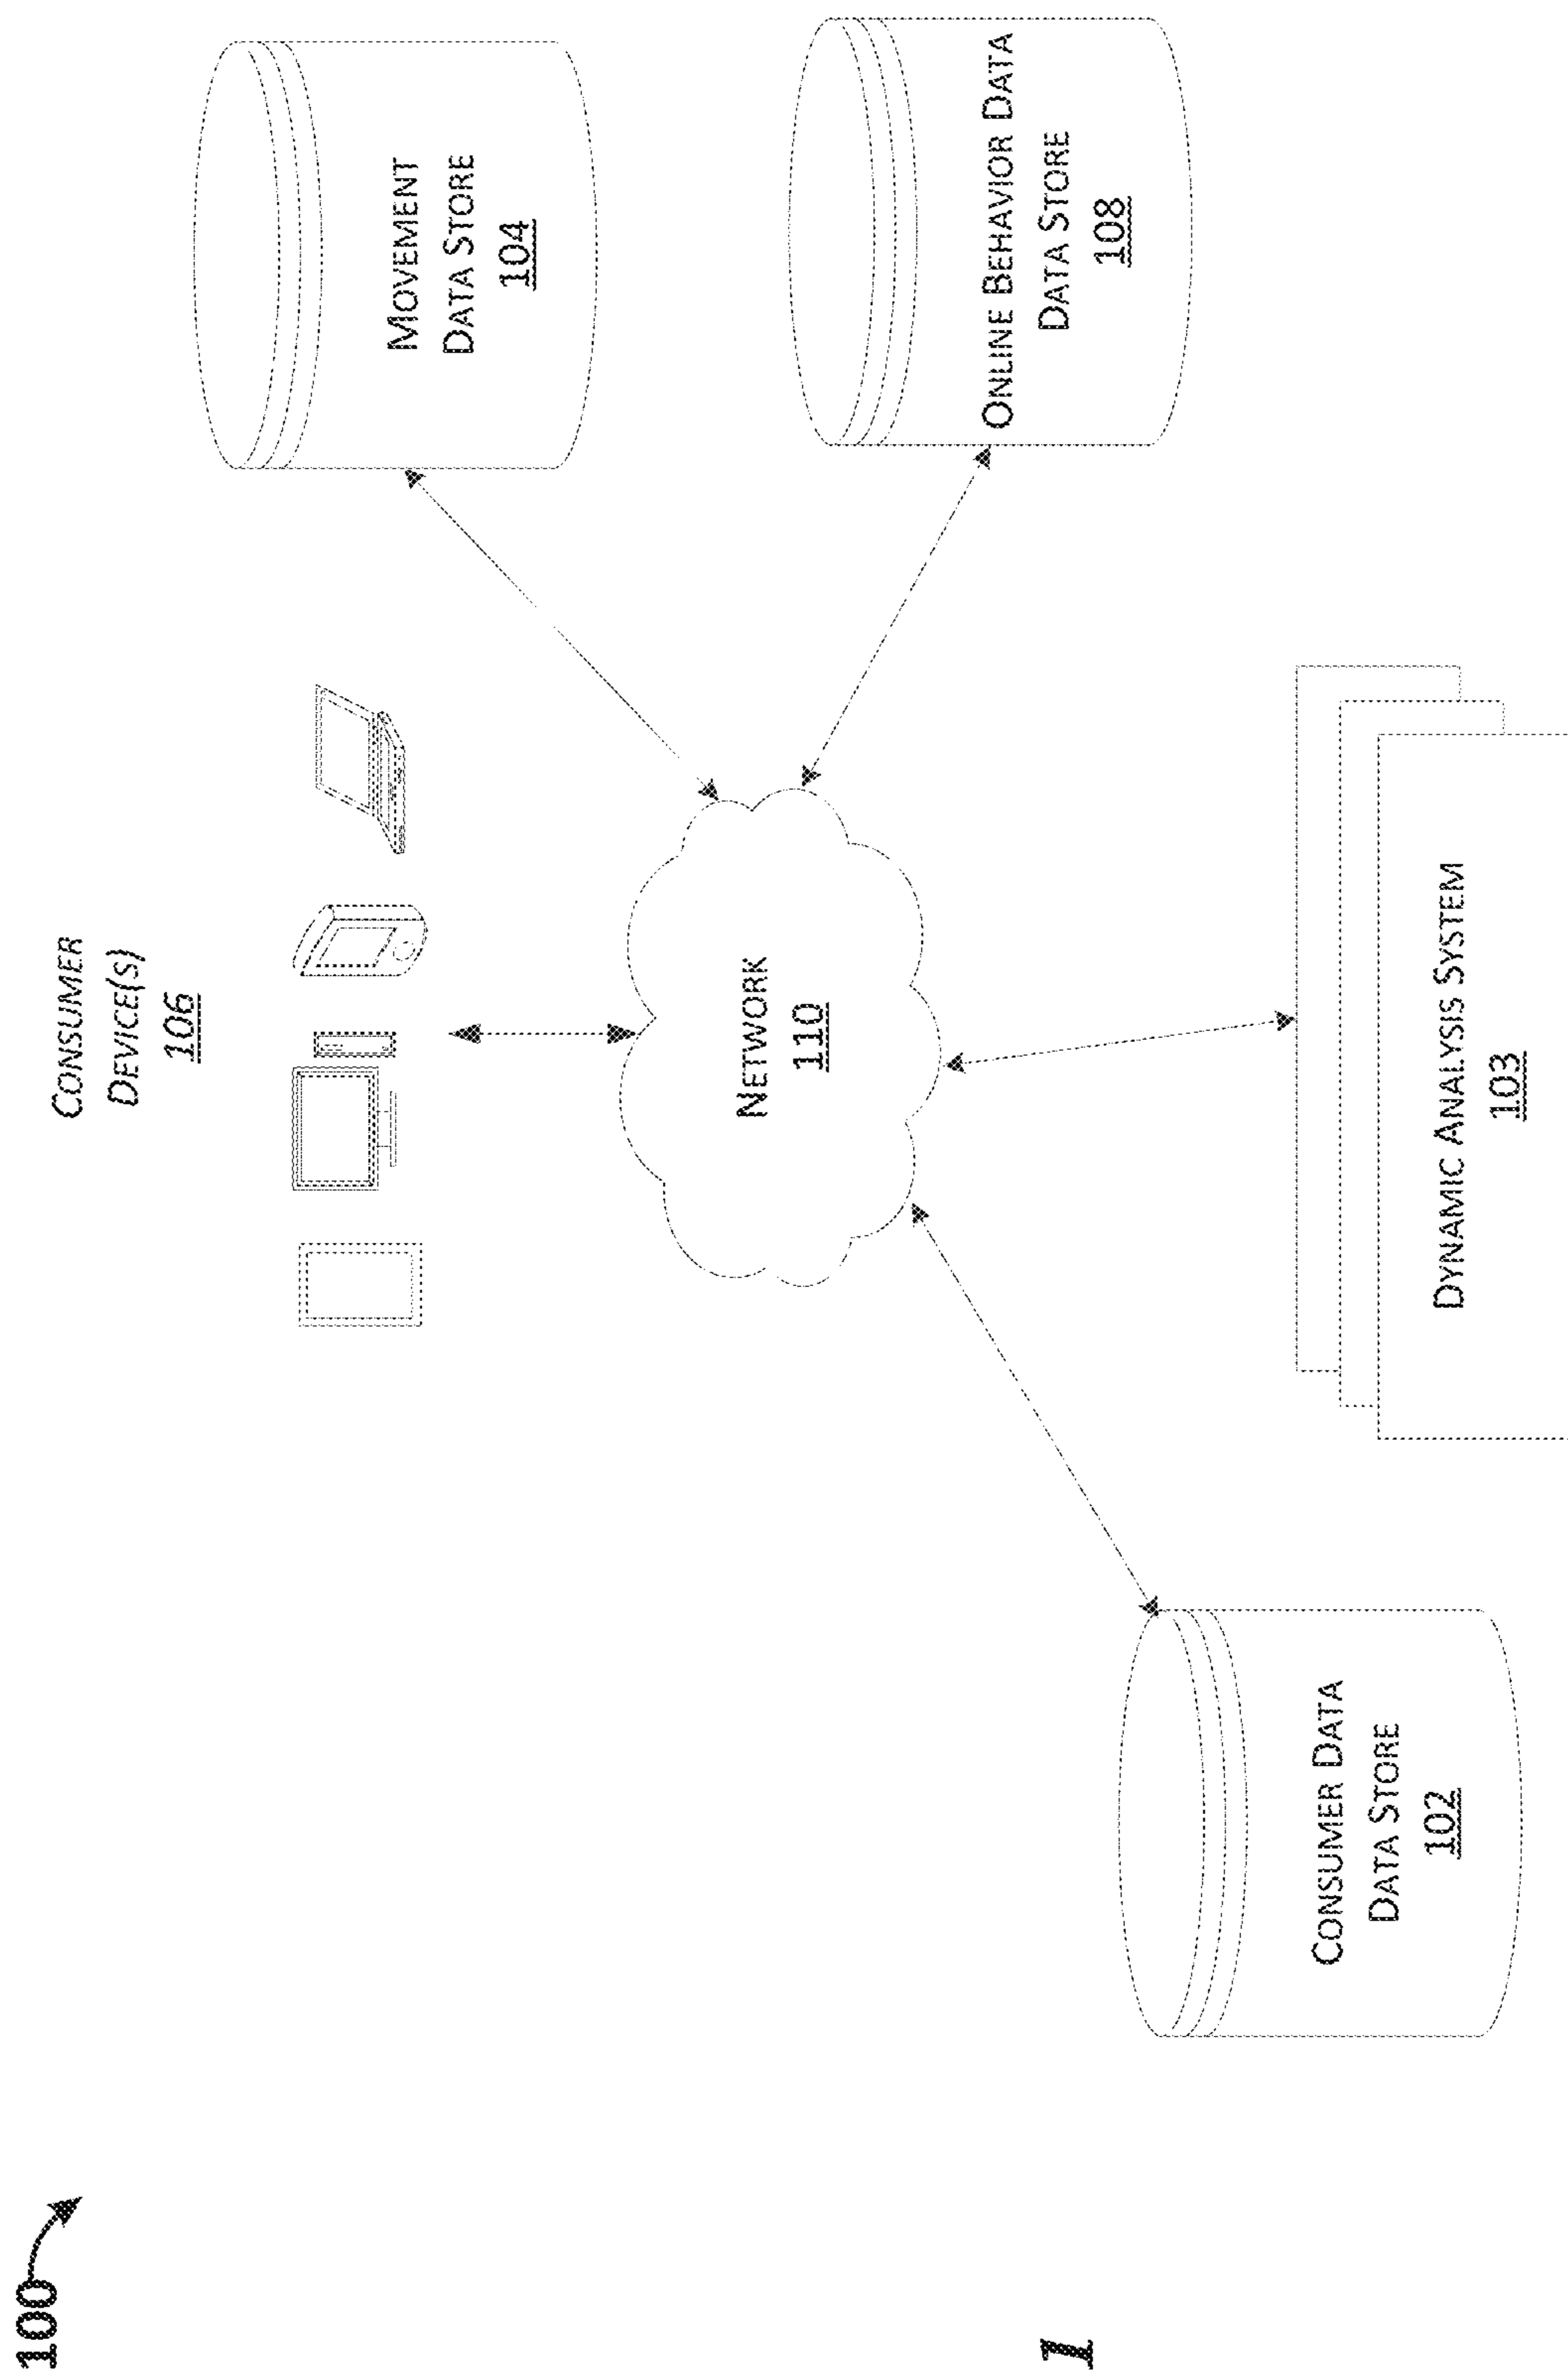 100
CONSUMER
DEVICE(S)
106
MOVEMENT
DATA STORE
104
NETWORK
110
ONLINE BEHAVIOR DATA
DATA STORE
108
CONSUMER DATA
DATA STORE
102
DYNAMIC ANALYSIS SYSTEM
103
1